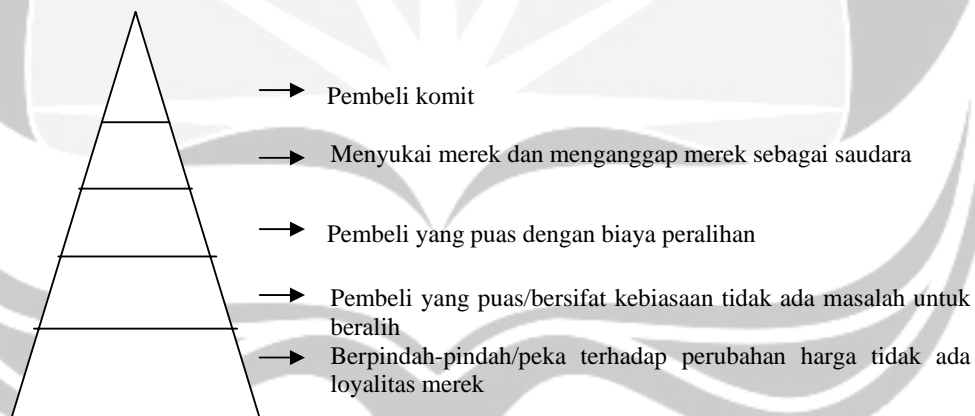 Pembeli komit
Menyukai merek dan menganggap merek sebagai saudara
Pembeli yang puas dengan biaya peralihan
Pembeli yang puas/bersifat kebiasaan tidak ada masalah untuk
beralih
Berpindah-pindah/peka terhadap perubahan harga tidak ada
loyalitas merek